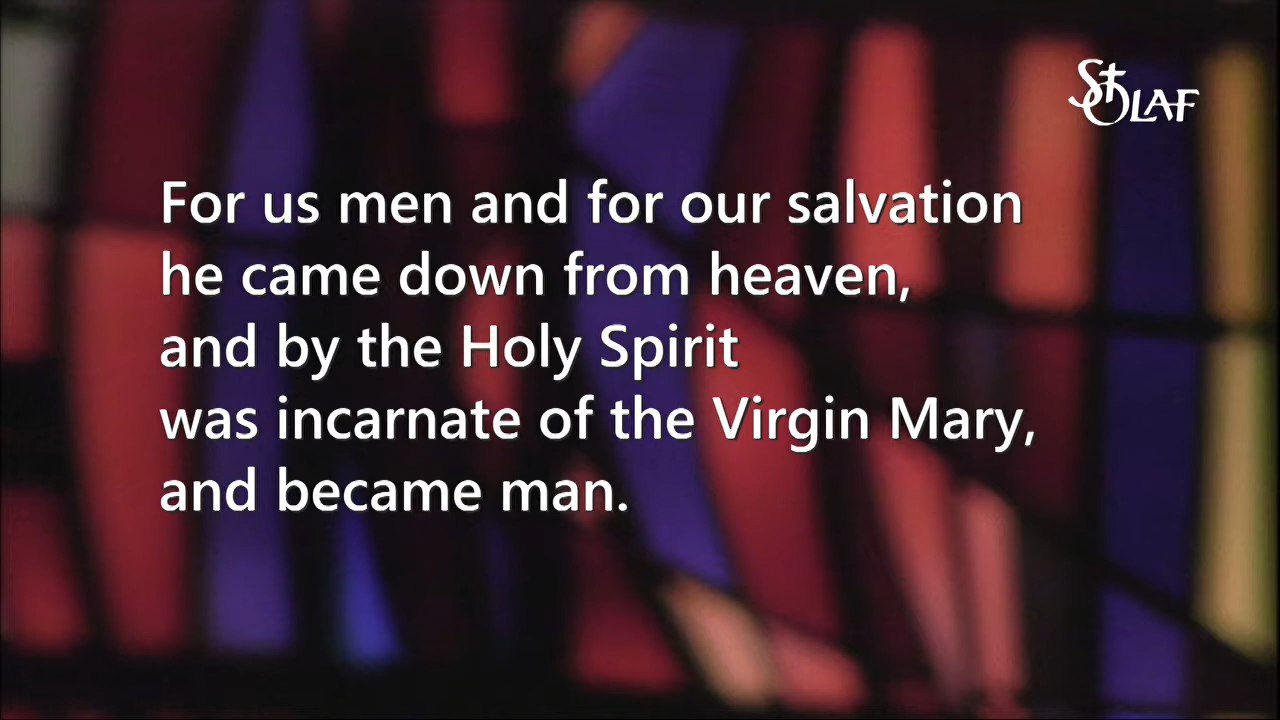 St OLAF
For us men and for our salvation
he came down from heaven,
and by the Holy Spirit
was incarnate of the Virgin Mary,
and became man.